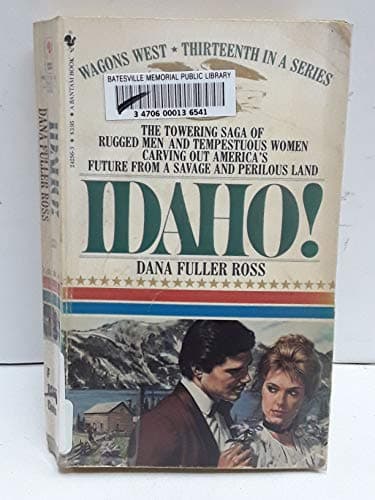 WAGONS WEST ★ THIRTEENTH IN A SERIES
BATESVILLE MEMORIAL PUBLIC LIBRARY
3 4706 00013 6541
THE TOWERING SAGA OF
RUGGED MEN AND TEMPESTUOUS WOMEN
CARVING OUT AMERICA'S
FUTURE FROM A SAVAGE AND PERILOUS LAND
IDAHO!
DANA FULLER ROSS
IDAHO!
DANA FULLER ROSS
A BANTAM BOOK